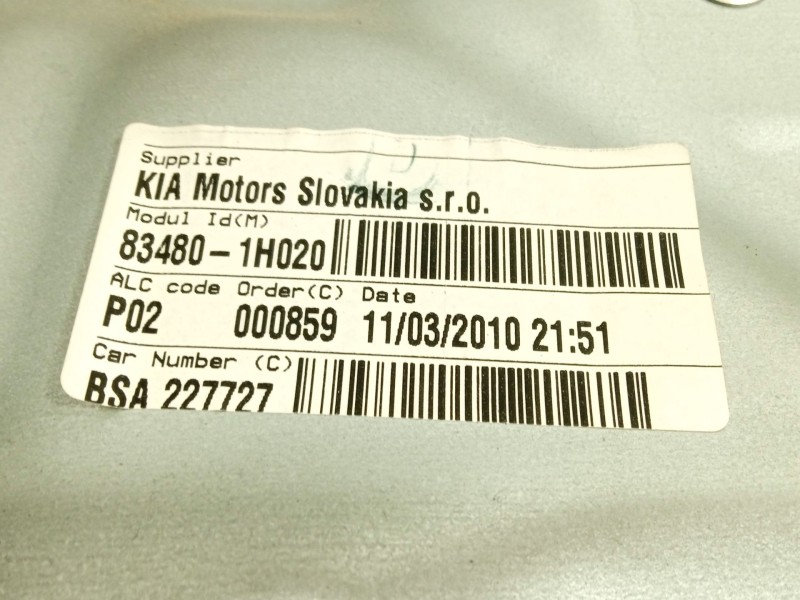 Supplier
KIA Motors Slovakia s.r.o.
Modul Id(M)
83480-1H020
ALC code Order(C) Date
P02 000859 11/03/2010 21:51
Car Number (C)
BSA 227727